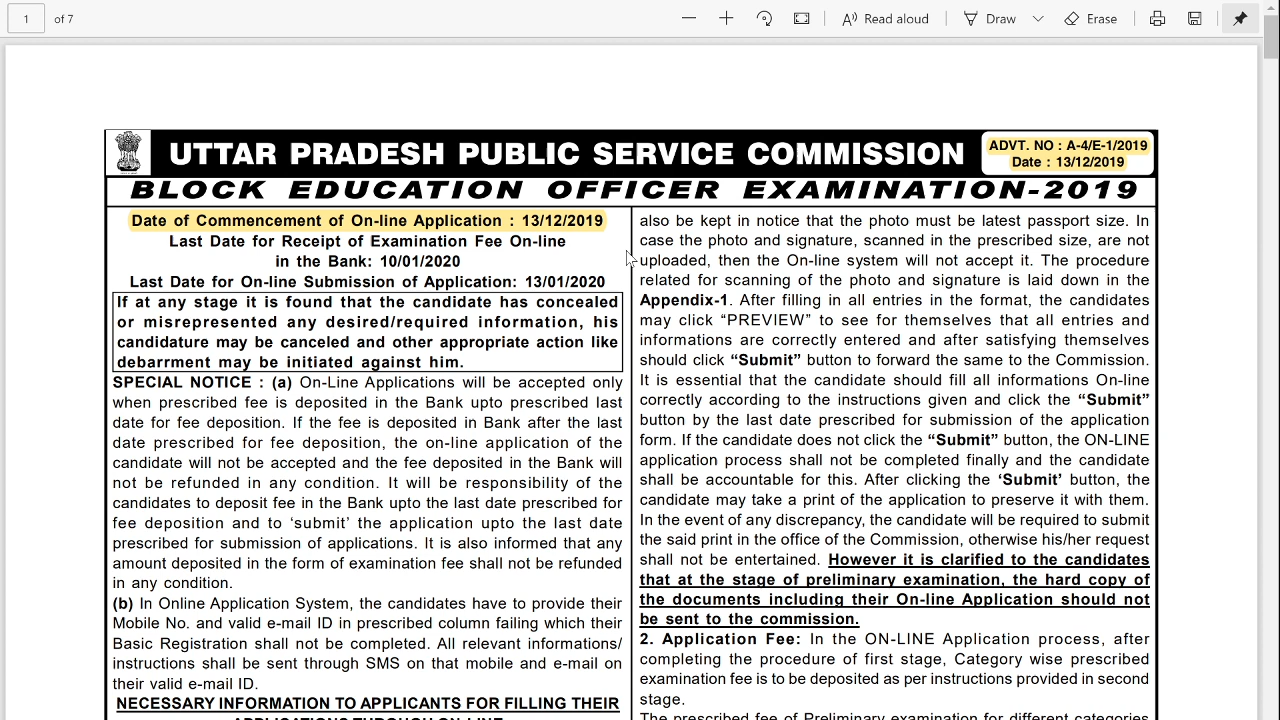 1 of 7 Read aloud Draw Erase
UTTAR PRADESH PUBLIC SERVICE COMMISSION
ADVT. NO : A-4/E-1/2019
Date : 13/12/2019
BLOCK EDUCATION OFFICER EXAMINATION-2019
Date of Commencement of On-line Application : 13/12/2019
Last Date for Receipt of Examination Fee On-line
in the Bank: 10/01/2020
Last Date for On-line Submission of Application: 13/01/2020
If at any stage it is found that the candidate has concealed
or misrepresented any desired/required information, his
candidature may be canceled and other appropriate action like
debarrment may be initiated against him.
SPECIAL NOTICE : (a) On-Line Applications will be accepted only
when prescribed fee is deposited in the Bank upto prescribed last
date for fee deposition. If the fee is deposited in Bank after the last
date prescribed for fee deposition, the on-line application of the
candidate will not be accepted and the fee deposited in the Bank will
not be refunded in any condition. It will be responsibility of the
candidates to deposit fee in the Bank upto the last date prescribed for
fee deposition and to ‘submit’ the application upto the last date
prescribed for submission of applications. It is also informed that any
amount deposited in the form of examination fee shall not be refunded
in any condition.
(b) In Online Application System, the candidates have to provide their
Mobile No. and valid e-mail ID in prescribed column failing which their
Basic Registration shall not be completed. All relevant informations/
instructions shall be sent through SMS on that mobile and e-mail on
their valid e-mail ID.
NECESSARY INFORMATION TO APPLICANTS FOR FILLING THEIR
APPLICATIONS THROUGH ON-LINE
also be kept in notice that the photo must be latest passport size. In
case the photo and signature, scanned in the prescribed size, are not
uploaded, then the On-line system will not accept it. The procedure
related for scanning of the photo and signature is laid down in the
Appendix-1. After filling in all entries in the format, the candidates
may click “PREVIEW” to see for themselves that all entries and
informations are correctly entered and after satisfying themselves
should click “Submit” button to forward the same to the Commission.
It is essential that the candidate should fill all informations On-line
correctly according to the instructions given and click the “Submit”
button by the last date prescribed for submission of the application
form. If the candidate does not click the “Submit” button, the ON-LINE
application process shall not be completed finally and the candidate
shall be accountable for this. After clicking the ‘Submit’ button, the
candidate may take a print of the application to preserve it with them.
In the event of any discrepancy, the candidate will be required to submit
the said print in the office of the Commission, otherwise his/her request
shall not be entertained. However it is clarified to the candidates
that at the stage of preliminary examination, the hard copy of
the documents including their On-line Application should not
be sent to the commission.
2. Application Fee: In the ON-LINE Application process, after
completing the procedure of first stage, Category wise prescribed
examination fee is to be deposited as per instructions provided in second
stage.
The prescribed fee of Preliminary examination for different categories